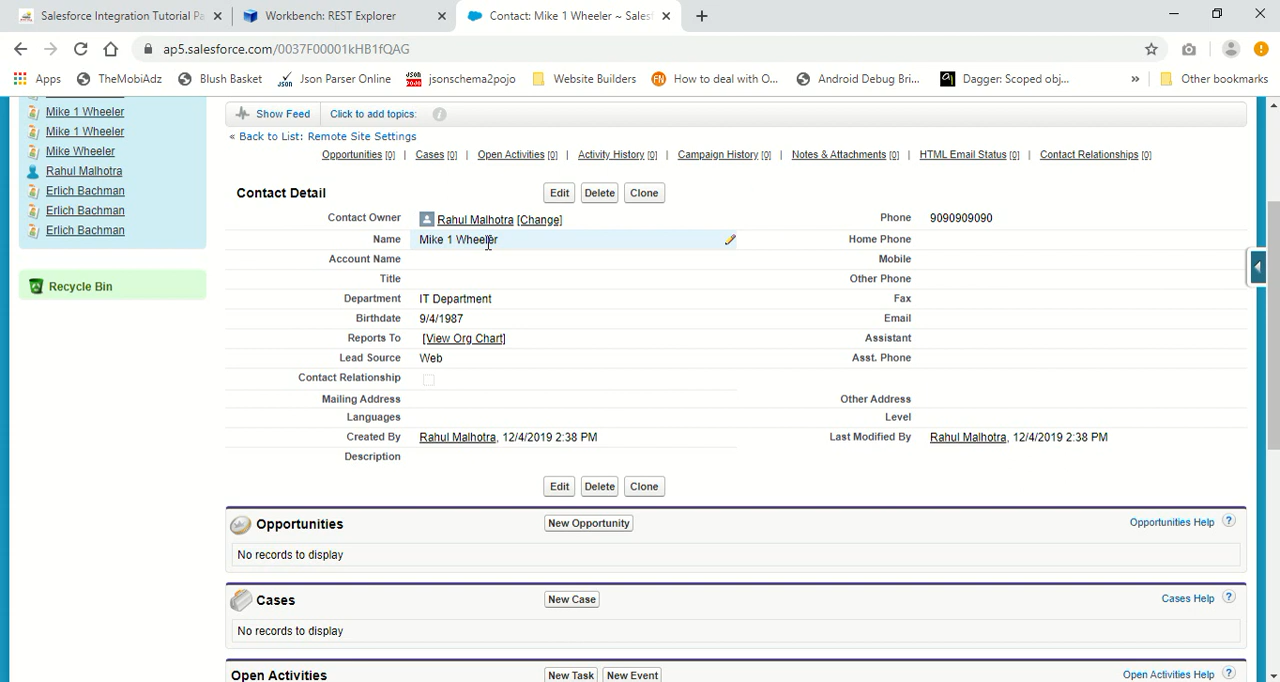 Salesforce Integration Tutorial Pa
Workbench: REST Explorer
Contact: Mike 1 Wheeler ~ Sales
ap5.salesforce.com/0037F00001kHB1fQAG
Apps
TheMobiAdz
Blush Basket
Json Parser Online
jsonschema2pojo
Website Builders
How to deal with O...
Android Debug Bri...
Dagger: Scoped obj...
»
Other bookmarks
Mike 1 Wheeler
Mike 1 Wheeler
Mike Wheeler
Rahul Malhotra
Erlich Bachman
Erlich Bachman
Erlich Bachman
Recycle Bin
Show Feed
Click to add topics:
« Back to List: Remote Site Settings
Opportunities [0] | Cases [0] | Open Activities [0] | Activity History [0] | Campaign History [0] | Notes & Attachments [0] | HTML Email Status [0] | Contact Relationships [0]
Contact Detail Edit Delete Clone
Contact Owner Rahul Malhotra [Change] Phone 9090909090
Name Mike 1 Wheeler Home Phone
Account Name Mobile
Title Other Phone
Department IT Department Fax
Birthdate 9/4/1987 Email
Reports To [View Org Chart] Assistant
Lead Source Web Asst. Phone
Contact Relationship
Mailing Address Other Address
Languages Level
Created By Rahul Malhotra, 12/4/2019 2:38 PM Last Modified By Rahul Malhotra, 12/4/2019 2:38 PM
Description
Edit Delete Clone
Opportunities New Opportunity Opportunities Help ?
No records to display
Cases New Case Cases Help ?
No records to display
Open Activities New Task New Event Open Activities Help ?